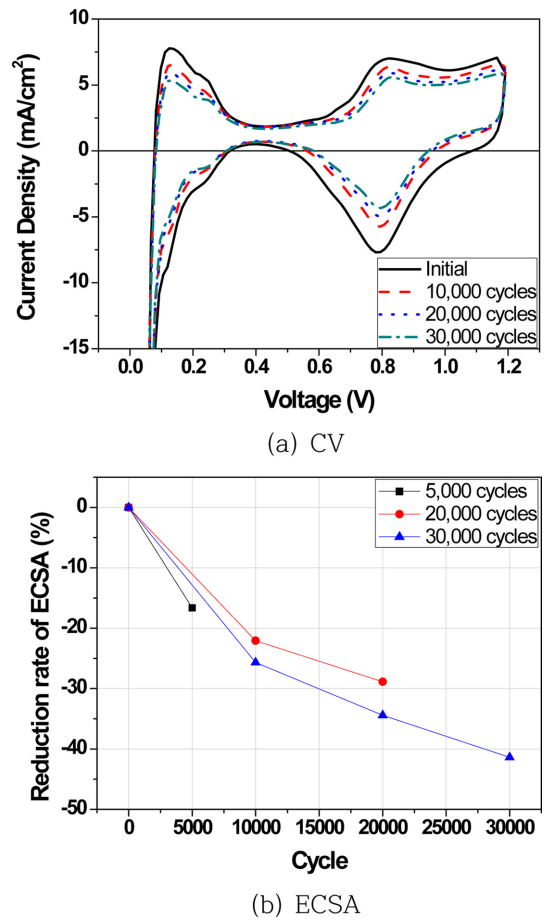 10
5
0
-5
-10
-15
Current Density (mA/cm²)
Initial
10,000 cycles
20,000 cycles
30,000 cycles
0.0 0.2 0.4 0.6 0.8 1.0 1.2
Voltage (V)
(a) CV
0
-10
-20
-30
-40
-50
Reduction rate of ECSA (%)
5,000 cycles
20,000 cycles
30,000 cycles
0 5000 10000 15000 20000 25000 30000
Cycle
(b) ECSA